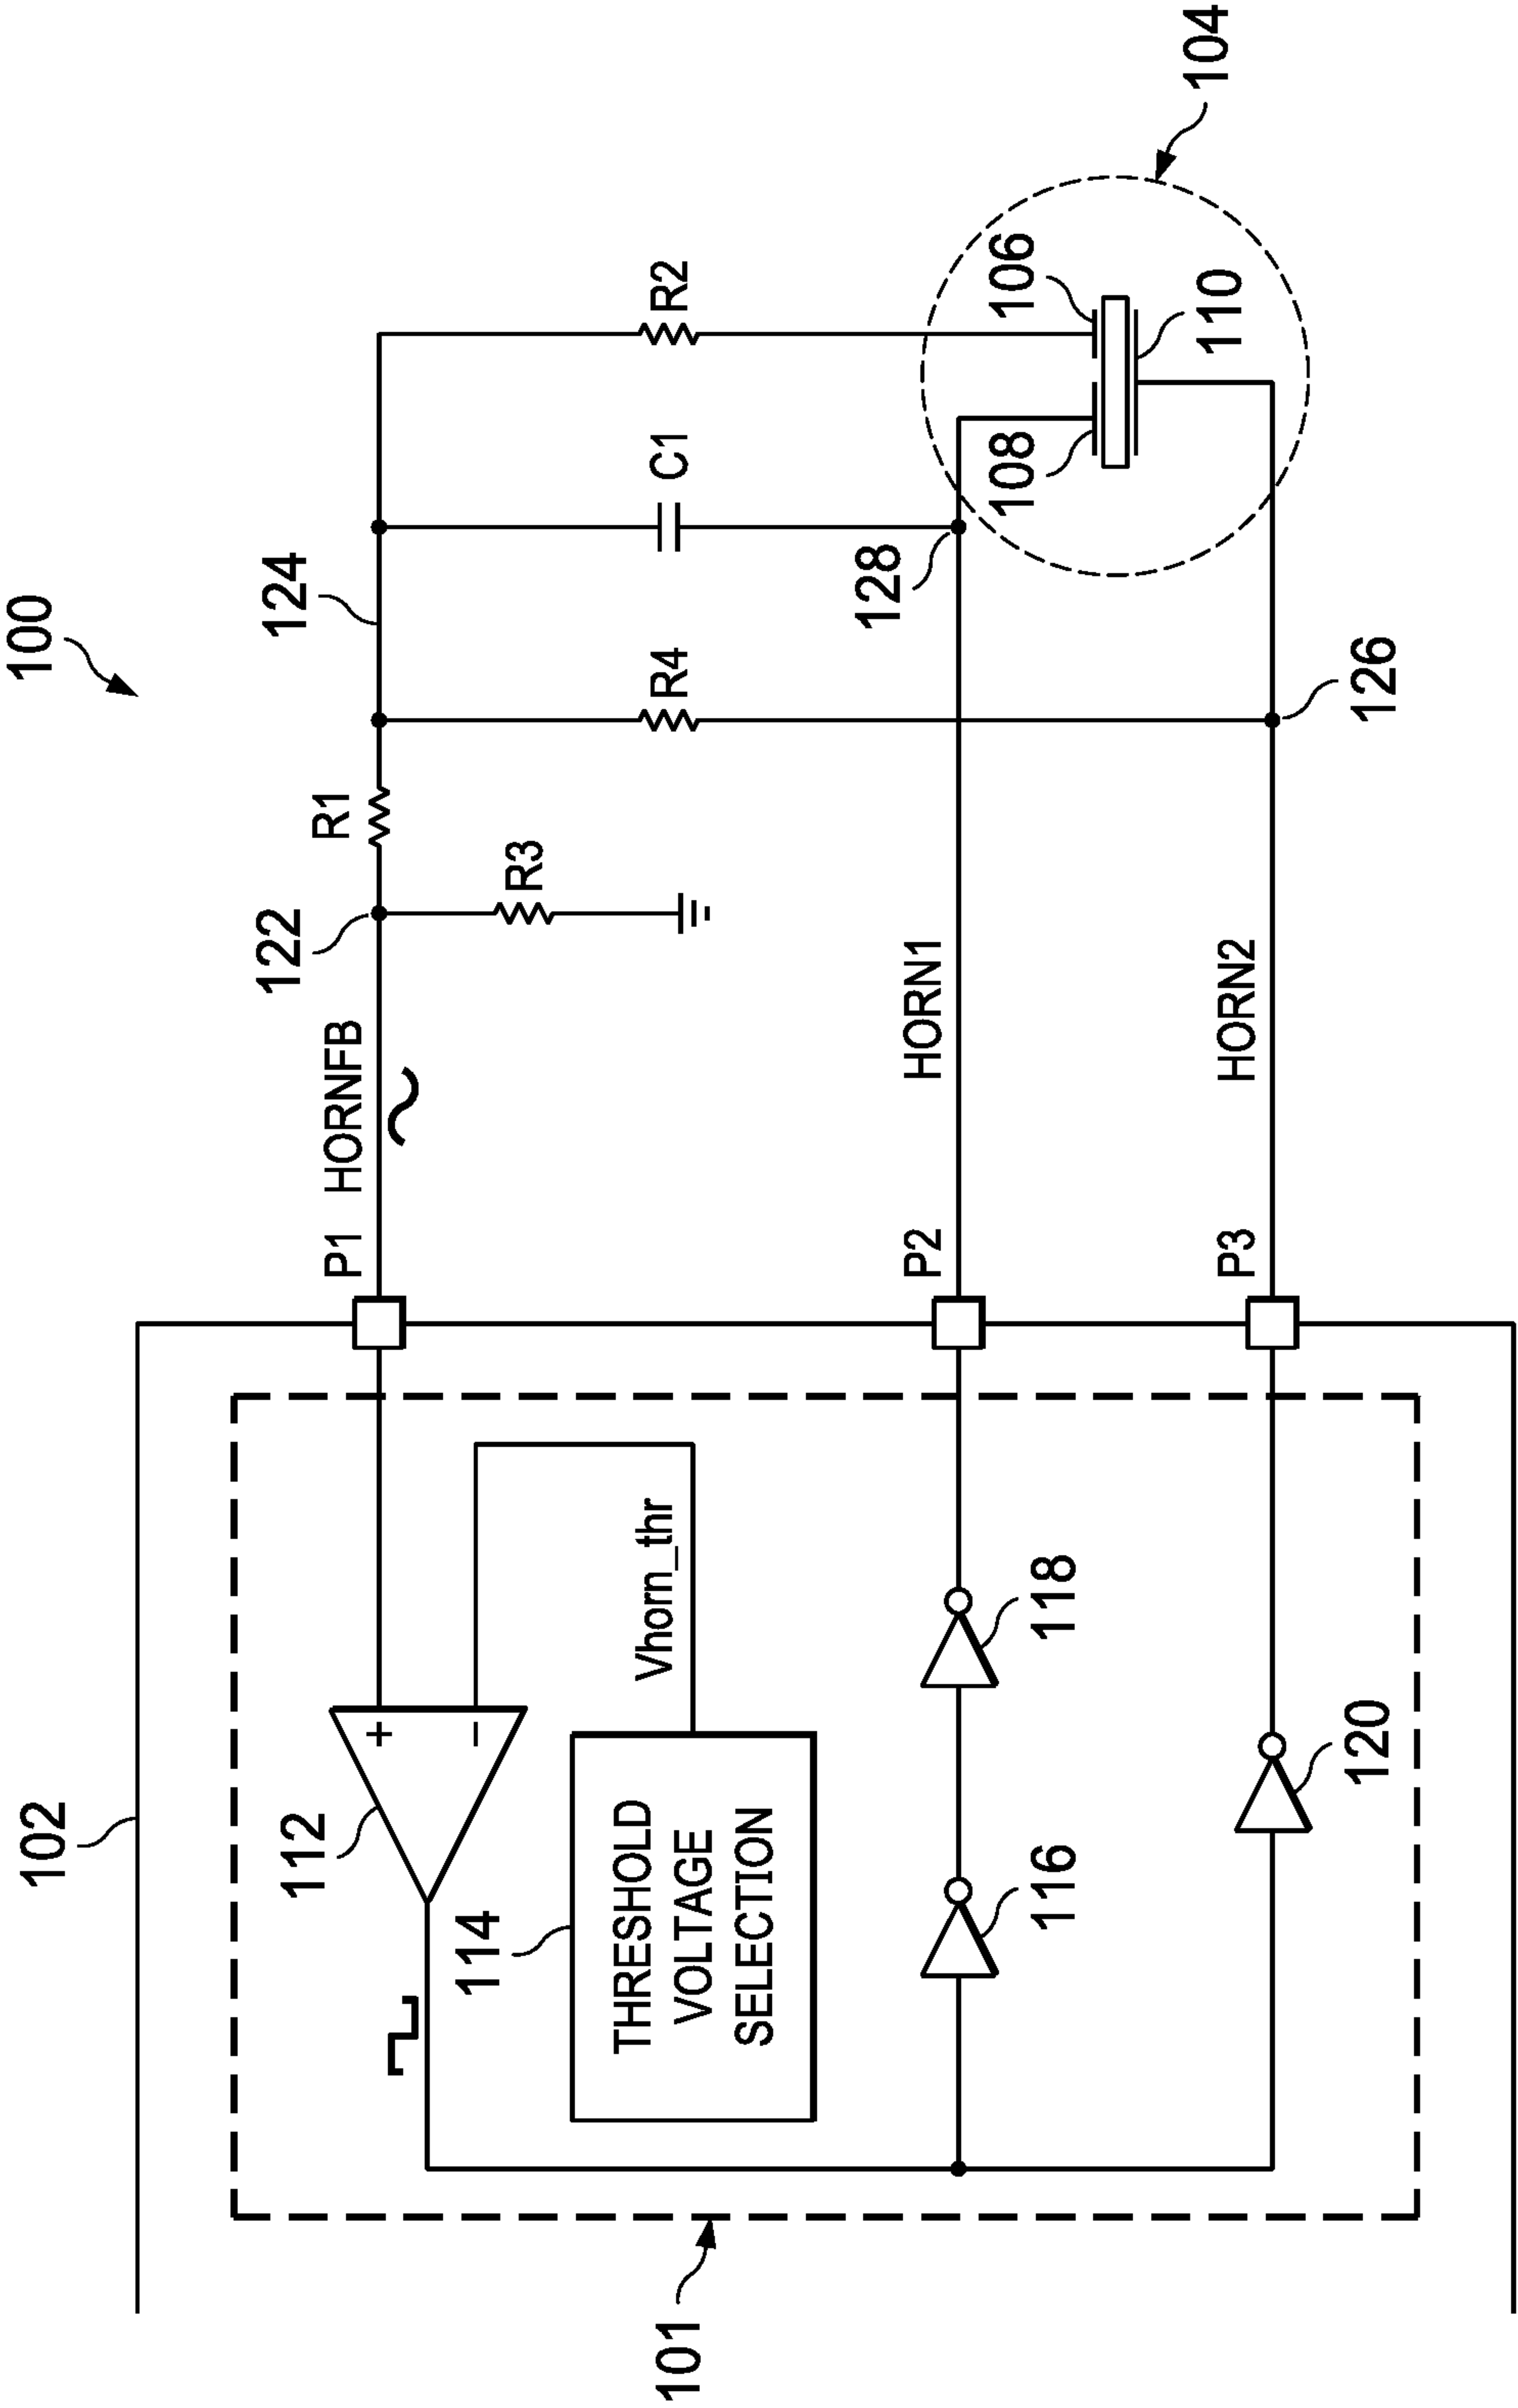 100
102
P1
HORNFB
122
R1
124
112
+
−
114
THRESHOLD
VOLTAGE
SELECTION
Vhorn_thr
R3
R4
C1
R2
P2
HORN1
128
116
118
108
106
104
110
P3
HORN2
126
120
101